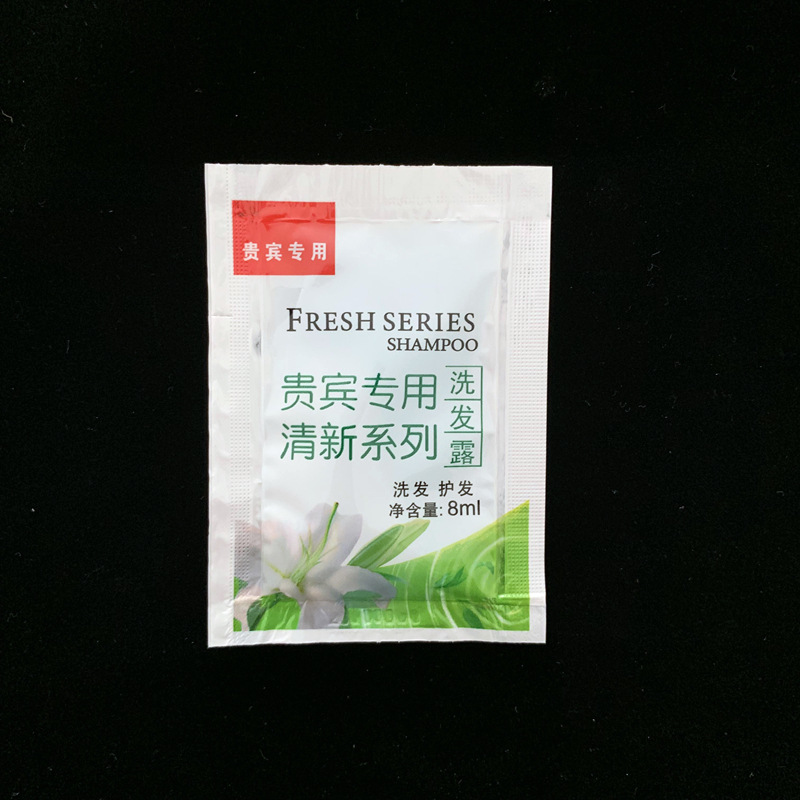 贵宾专用
FRESH SERIES
SHAMPOO
贵宾专用
清新系列
洗发露
洗发 护发
净含量: 8ml